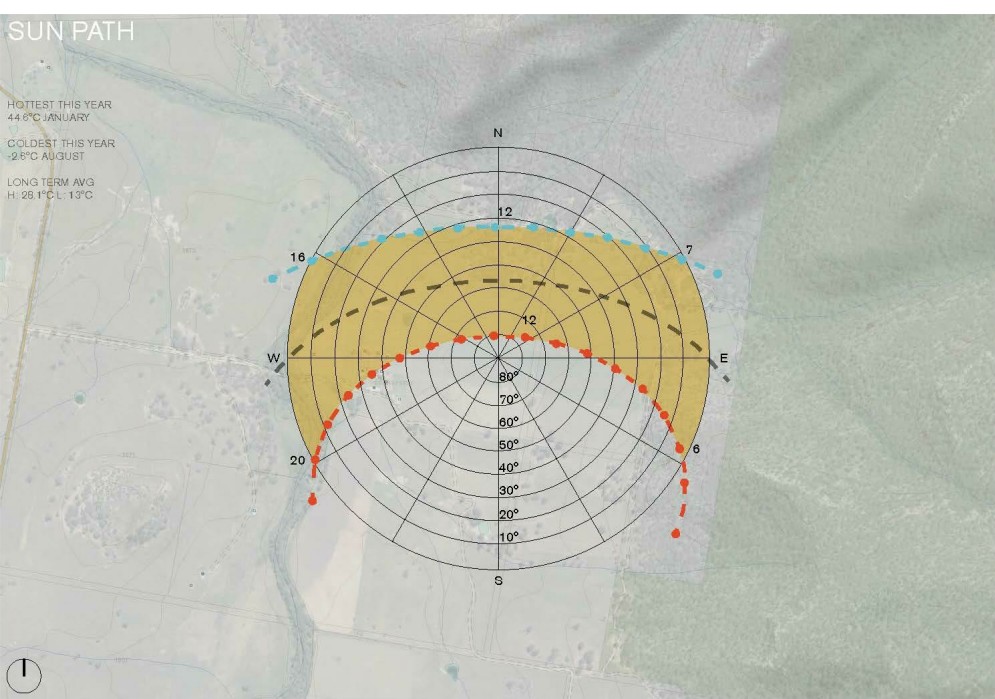 SUN PATH
HOTTEST THIS YEAR
44.6°C JANUARY
COLDEST THIS YEAR
-2.6°C AUGUST
LONG TERM AVG
H: 28.1°C L: 13°C
N
12
16
7
12
W
E
80°
70°
60°
50°
40°
30°
20°
10°
20
6
S